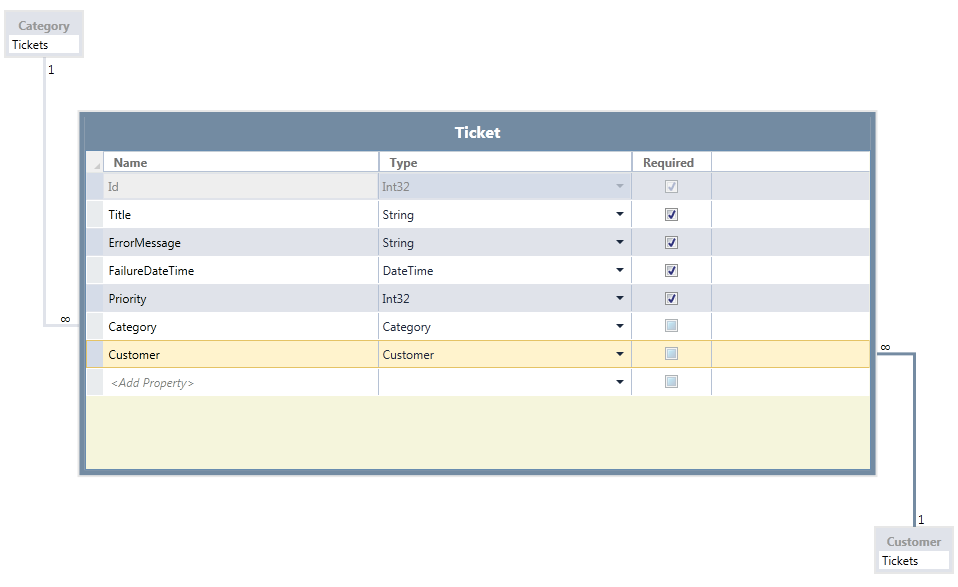 Category
Tickets
1
Ticket
Name Type Required
Id Int32
Title String
ErrorMessage String
FailureDateTime DateTime
Priority Int32
∞
Category Category
∞
Customer Customer
<Add Property>
1
Customer
Tickets